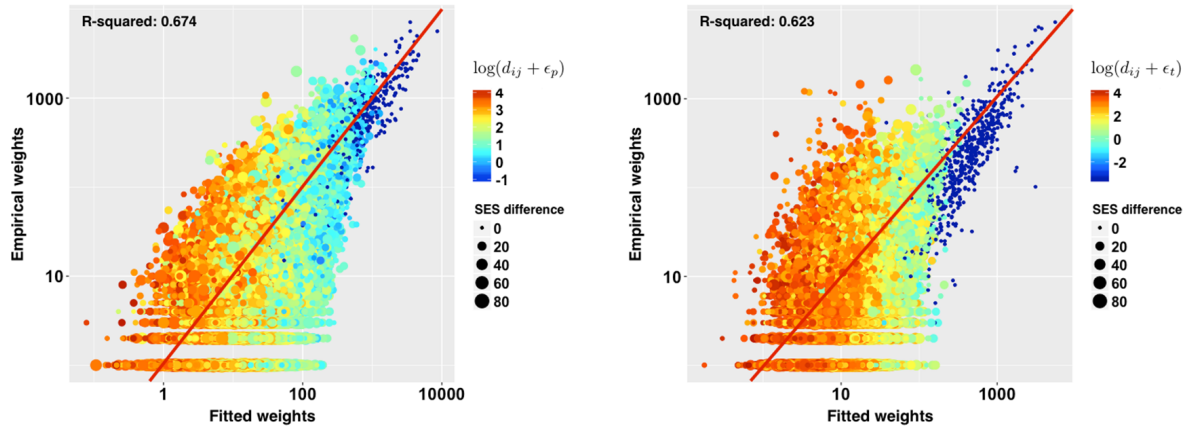 R-squared: 0.674
Empirical weights
1000
10
1
100
10000
Fitted weights
log(d_ij + ϵ_p)
4
3
2
1
0
-1
SES difference
0
20
40
60
80
R-squared: 0.623
Empirical weights
1000
10
10
1000
Fitted weights
log(d_ij + ϵ_t)
4
2
0
-2
SES difference
0
20
40
60
80